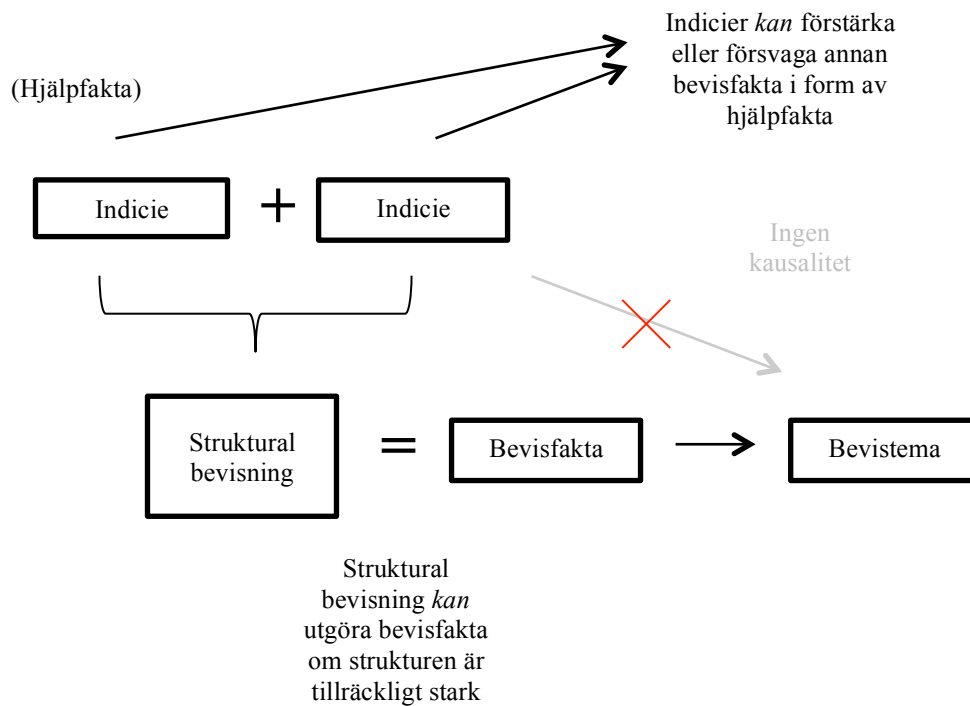 Indicier kan förstärka
eller försvaga annan
bevisfakta i form av
hjälpfakta
(Hjälpfakta)
Indicie
+
Indicie
Ingen
kausalitet
Struktural
bevisning
=
Bevisfakta
Bevistema
Struktural
bevisning kan
utgöra bevisfakta
om strukturen är
tillräckligt stark